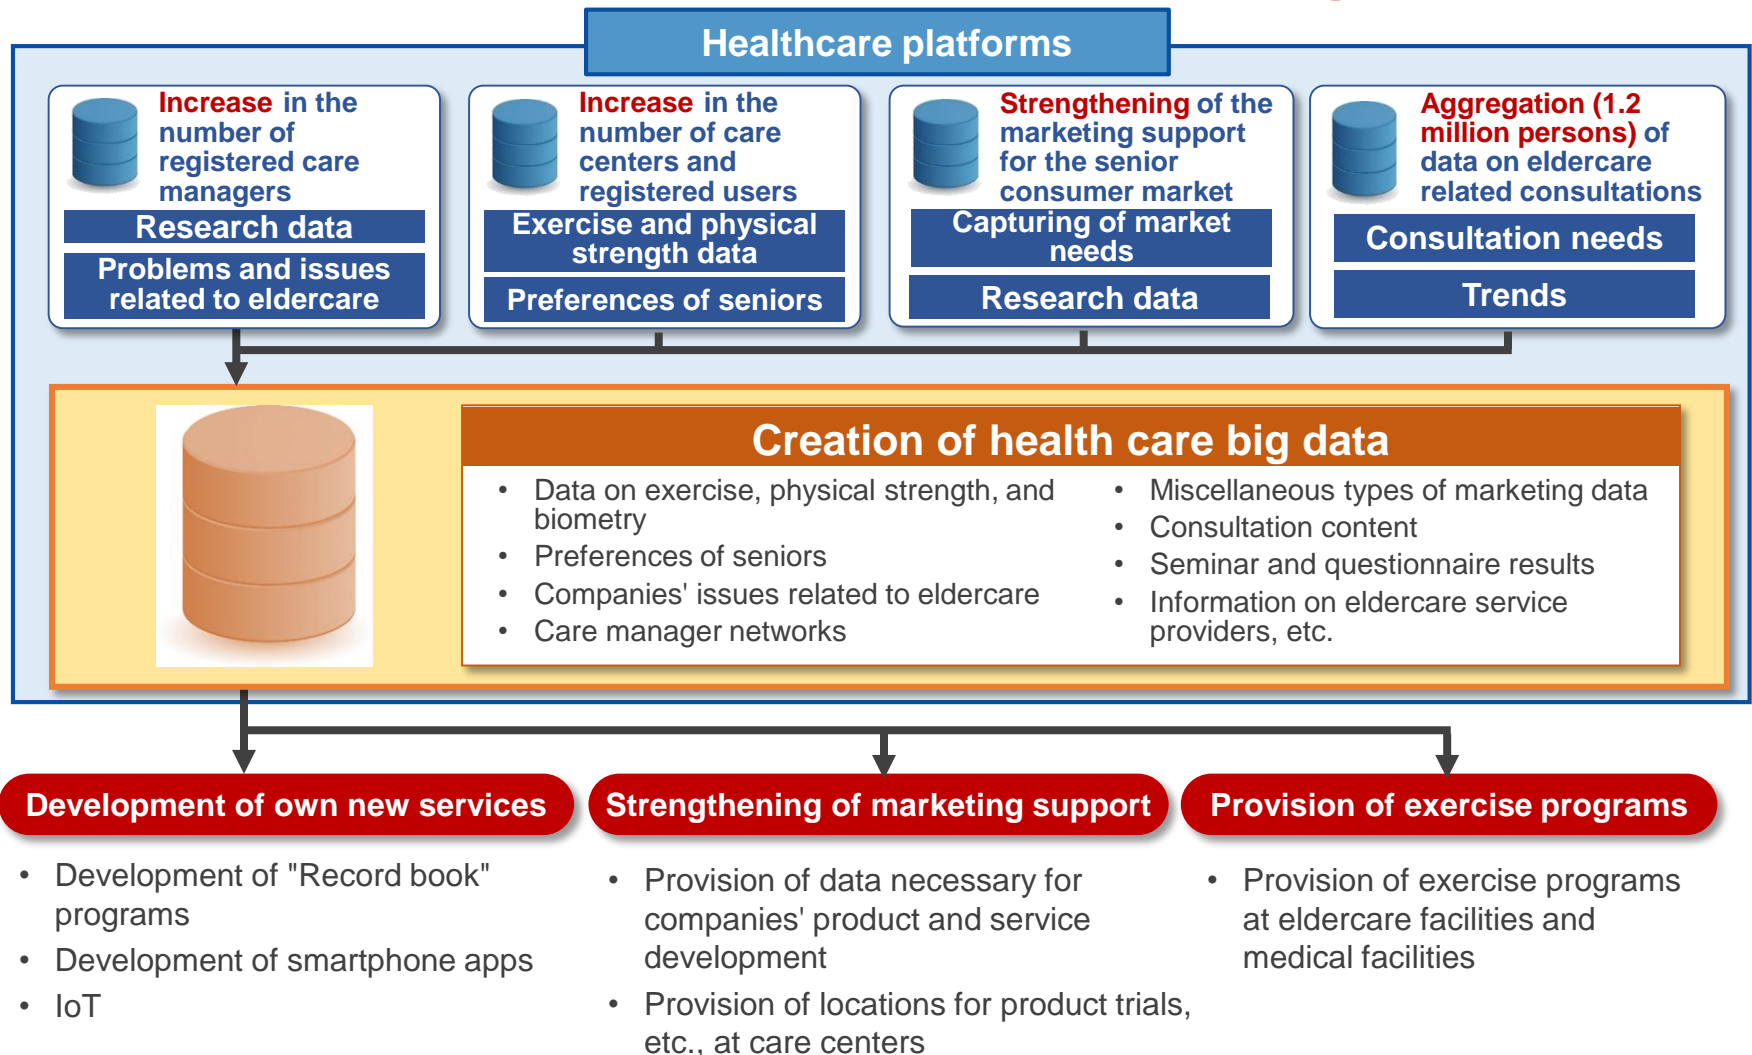 Healthcare platforms
Increase in the
number of
registered care
managers
Research data
Problems and issues
related to eldercare
Increase in the
number of care
centers and
registered users
Exercise and physical
strength data
Preferences of seniors
Strengthening of the
marketing support
for the senior
consumer market
Capturing of market
needs
Research data
Aggregation (1.2
million persons) of
data on eldercare
related consultations
Consultation needs
Trends
Creation of health care big data
• Data on exercise, physical strength, and
biometry
• Preferences of seniors
• Companies' issues related to eldercare
• Care manager networks
• Miscellaneous types of marketing data
• Consultation content
• Seminar and questionnaire results
• Information on eldercare service
providers, etc.
Development of own new services
• Development of "Record book"
programs
• Development of smartphone apps
• IoT
Strengthening of marketing support
• Provision of data necessary for
companies' product and service
development
• Provision of locations for product trials,
etc., at care centers
Provision of exercise programs
• Provision of exercise programs
at eldercare facilities and
medical facilities